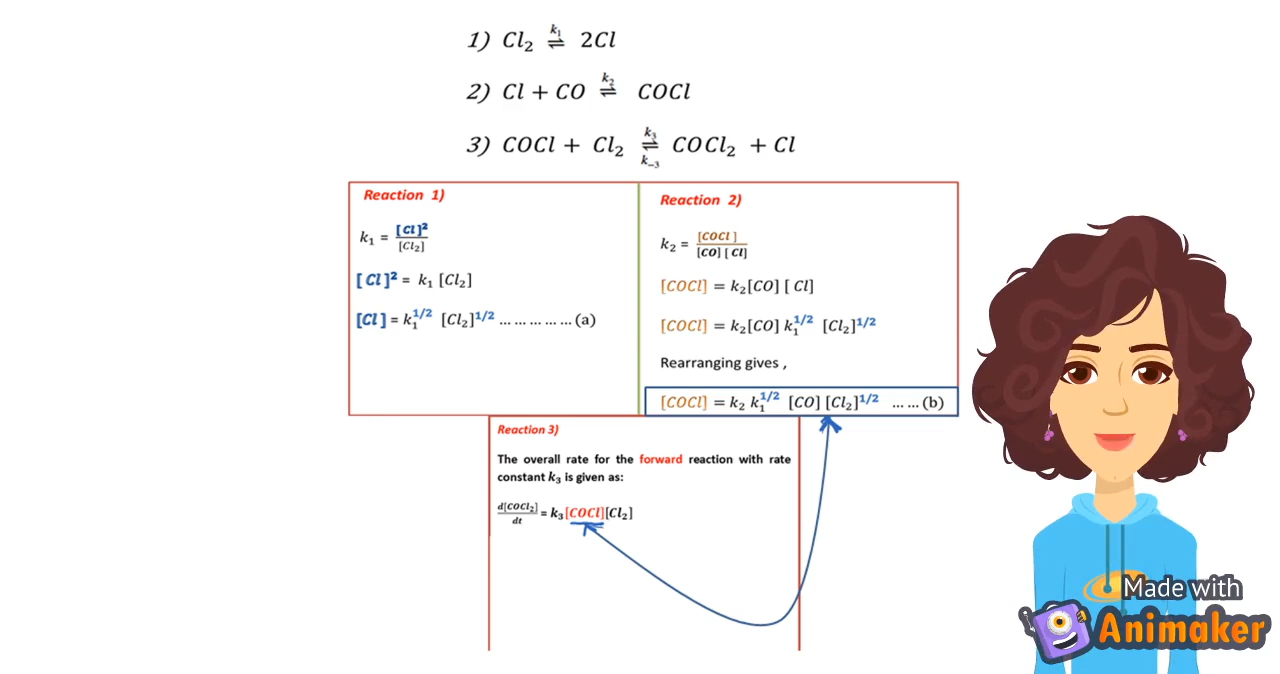 1) Cl₂ ⇌ 2Cl k₁
2) Cl + CO ⇌ COCl k₂
3) COCl + Cl₂ ⇌ COCl₂ + Cl k₃ k₋₃
Reaction 1)
k₁ = [Cl]² / [Cl₂]
[Cl]² = k₁ [Cl₂]
[Cl] = k₁^1/2 [Cl₂]^1/2 ... ... ... ... ... (a)
Reaction 2)
k₂ = [COCl] / [CO] [Cl]
[COCl] = k₂[CO] [Cl]
[COCl] = k₂[CO] k₁^1/2 [Cl₂]^1/2
Rearranging gives ,
[COCl] = k₂ k₁^1/2 [CO] [Cl₂]^1/2 ... ... (b)
Reaction 3)
The overall rate for the forward reaction with rate
constant k₃ is given as:
d[COCl₂] / dt = k₃[COCl][Cl₂]
Made with
Animaker